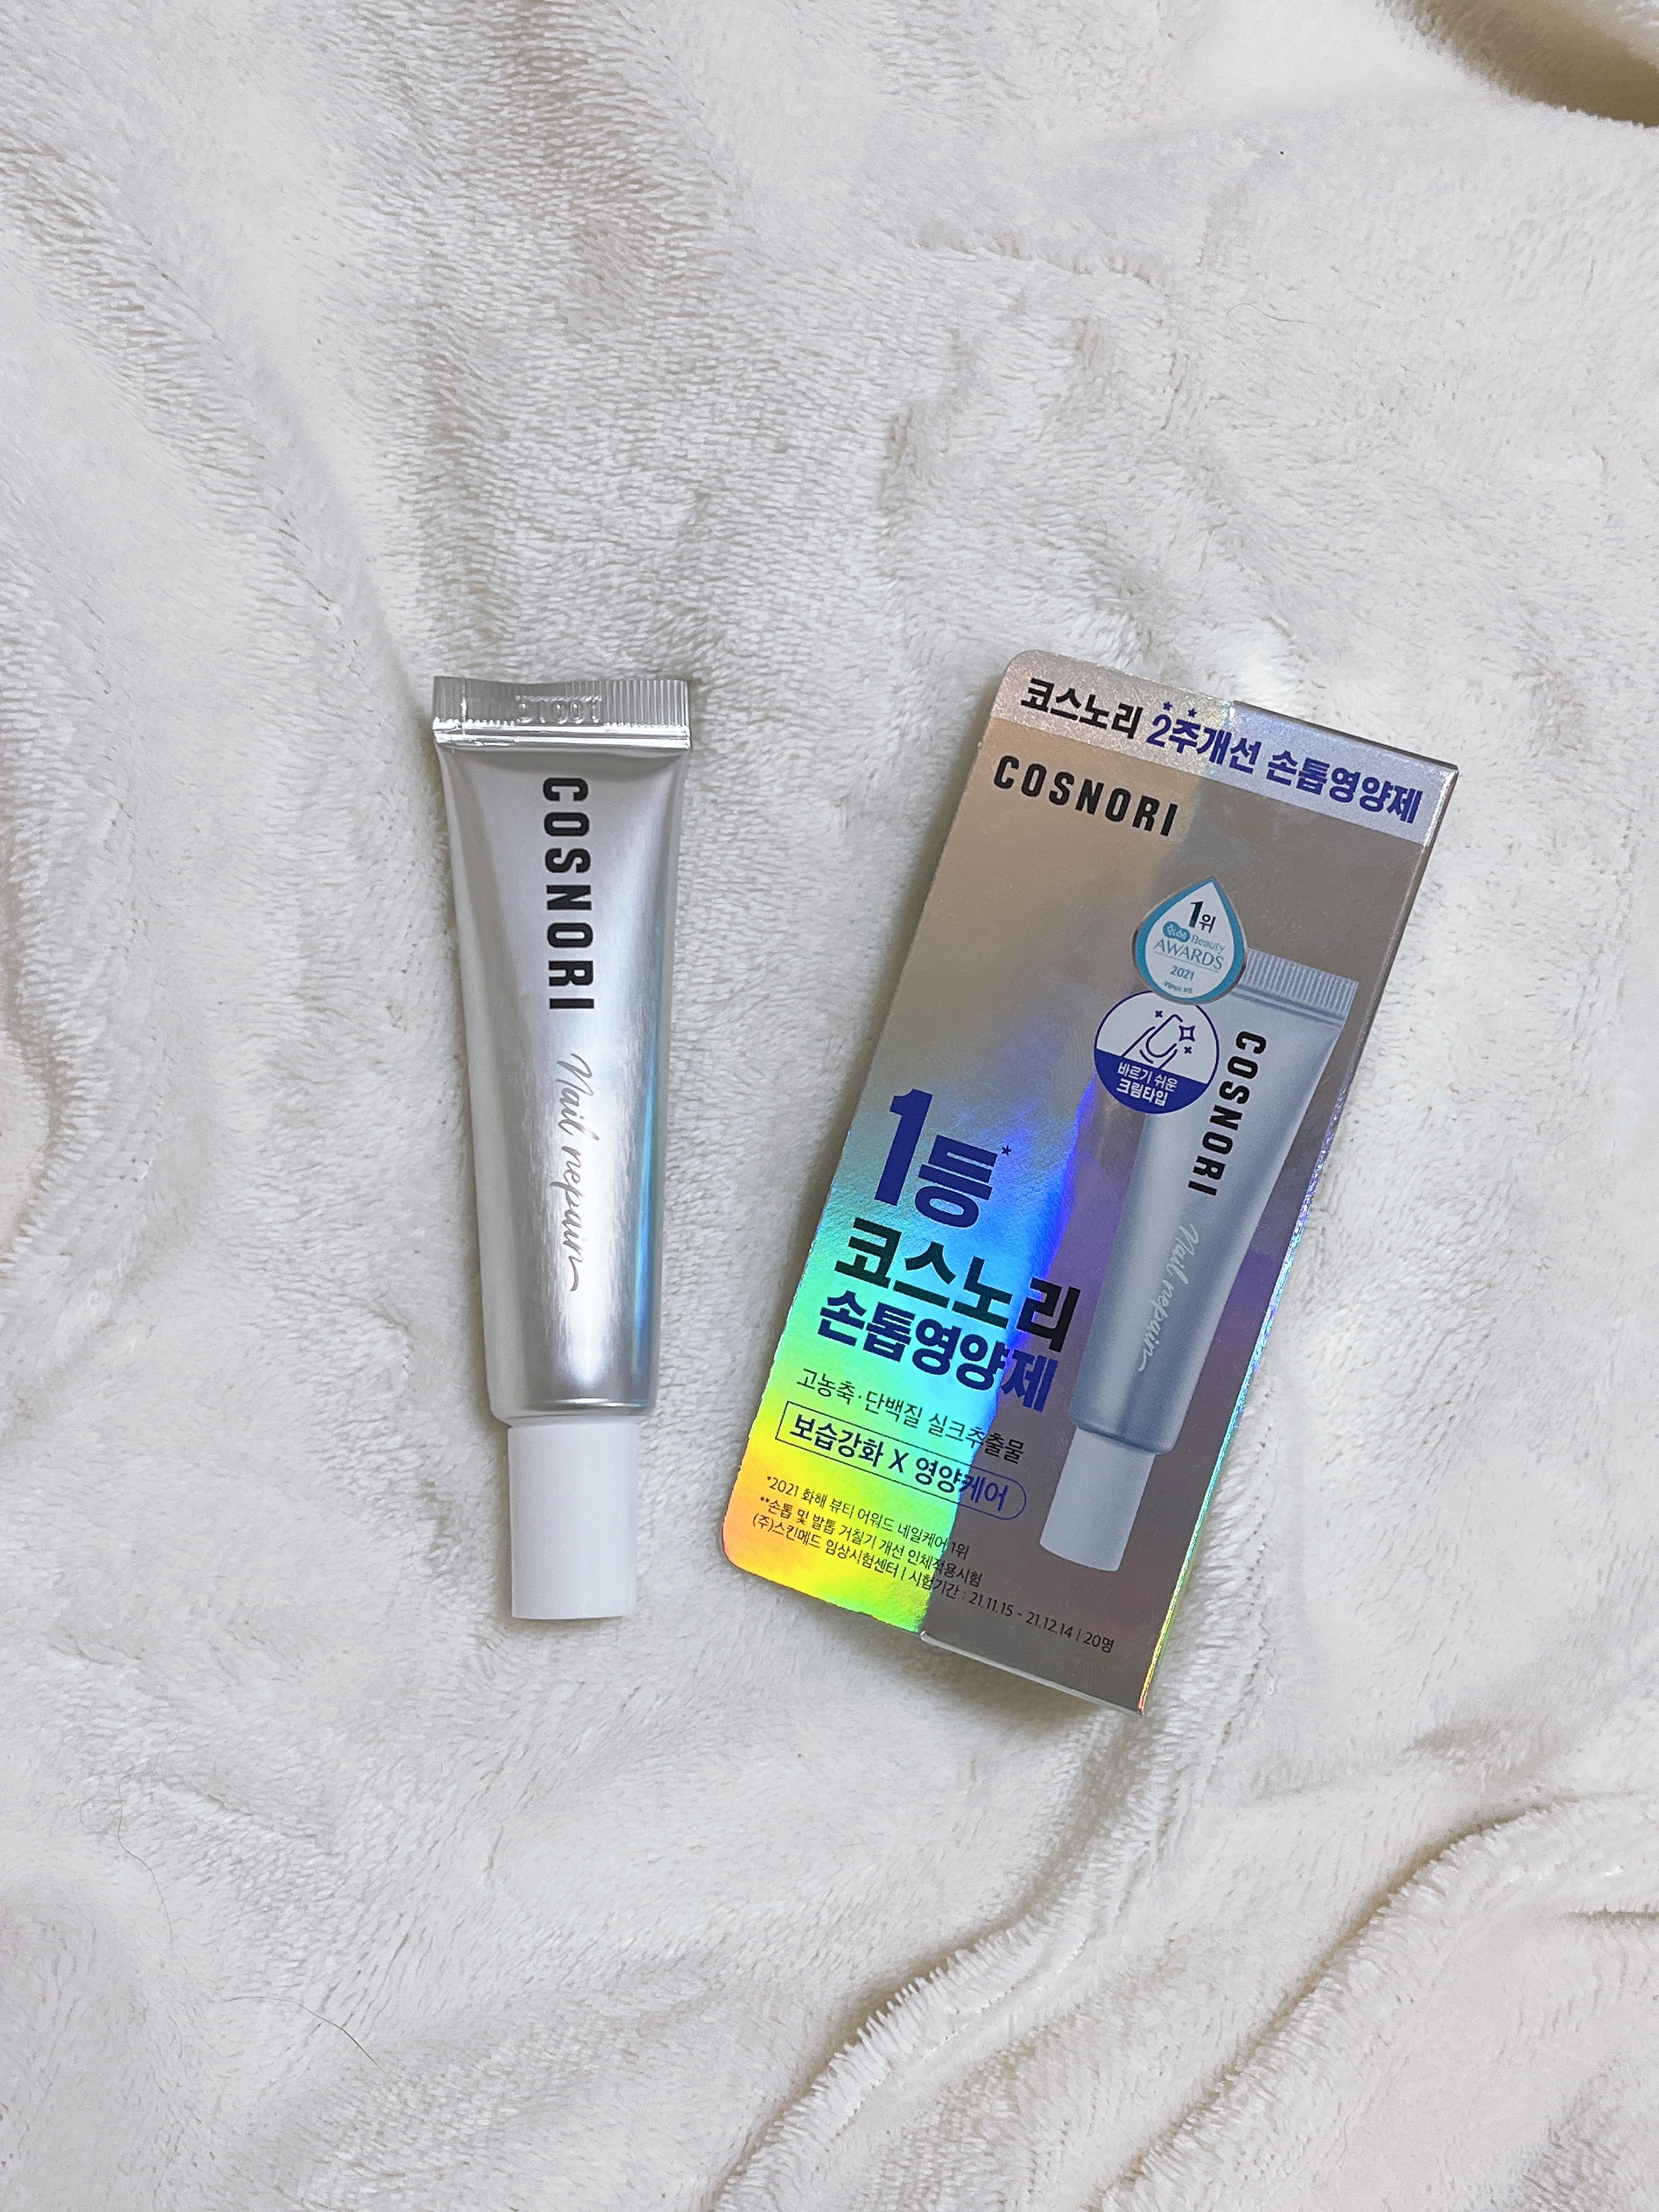 COSNORI
Nail repair
코스노리 2주개선 손톱영양제
**
COSNORI
1위
Beauty
AWARDS
2021
바르기 쉬운
크림타입
COSNORI
Nail repair
1등*
코스노리
손톱영양제
고농축·단백질 실크추출물
보습강화 X 영양케어
*2021 화해 뷰티 어워드 네일케어 1위
**손톱 및 발톱 거칠기 개선 인체적용시험
(주)스킨메드 임상시험센터 | 시험기간 : 21.11.15 - 21.12.14 | 20명